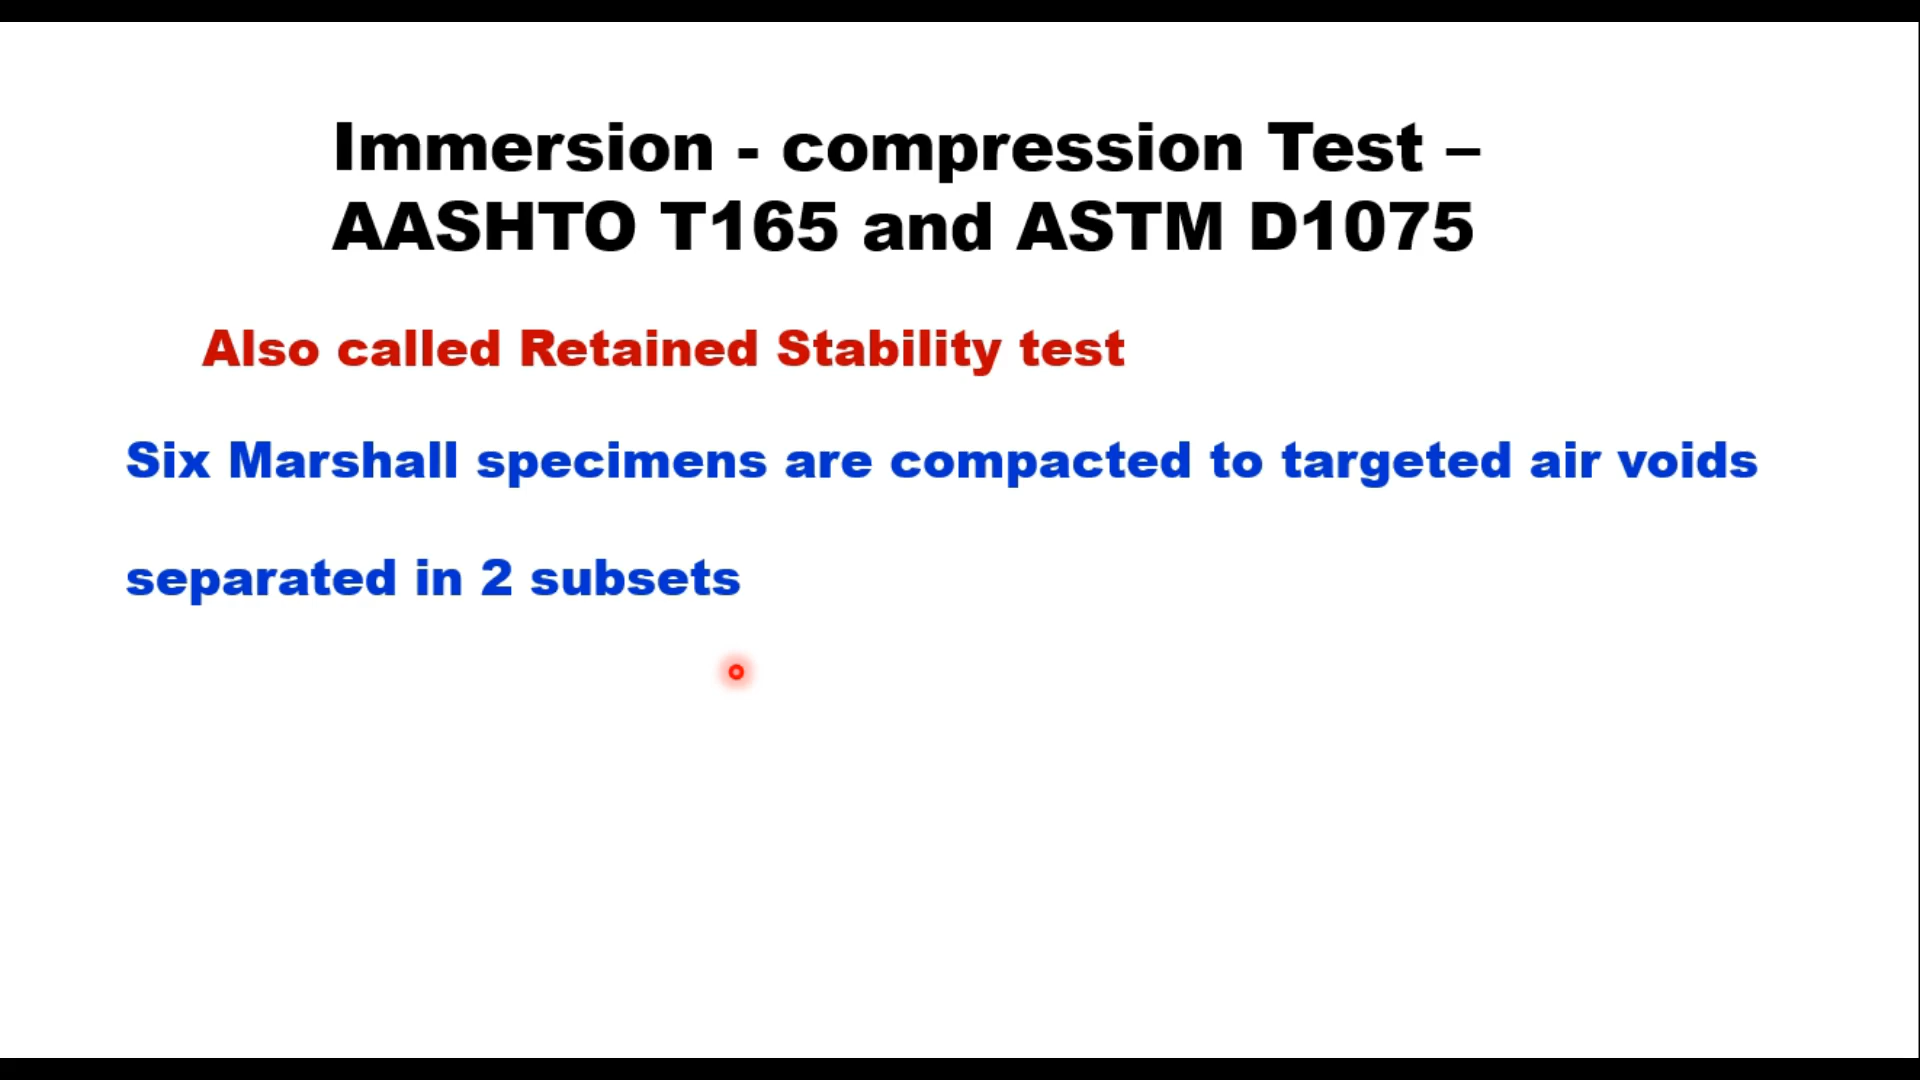 Immersion - compression Test –
AASHTO T165 and ASTM D1075
Also called Retained Stability test
Six Marshall specimens are compacted to targeted air voids
separated in 2 subsets